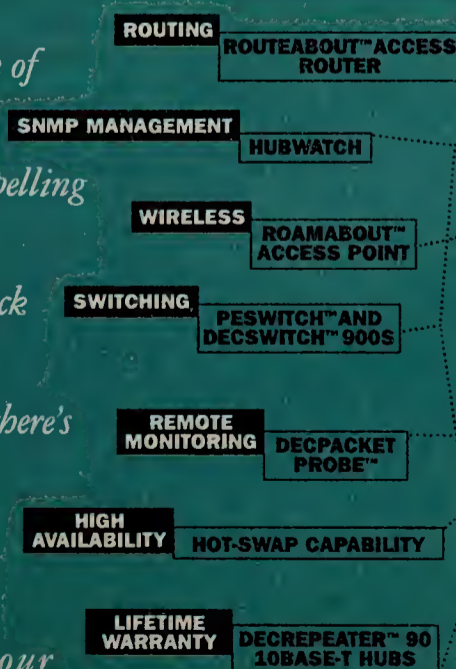 ROUTING
ROUTEABOUT™ ACCESS
ROUTER
of
SNMP MANAGEMENT
HUBWATCH
pelling
WIRELESS
ROAMABOUT™
ACCESS POINT
ck
SWITCHING
PESWITCH™ AND
DECSWITCH™ 900S
here's
REMOTE
MONITORING
DECPACKET
PROBE™
HIGH
AVAILABILITY
HOT-SWAP CAPABILITY
LIFETIME
WARRANTY
DECREPEATER™ 90
10BASE-T HUBS
our